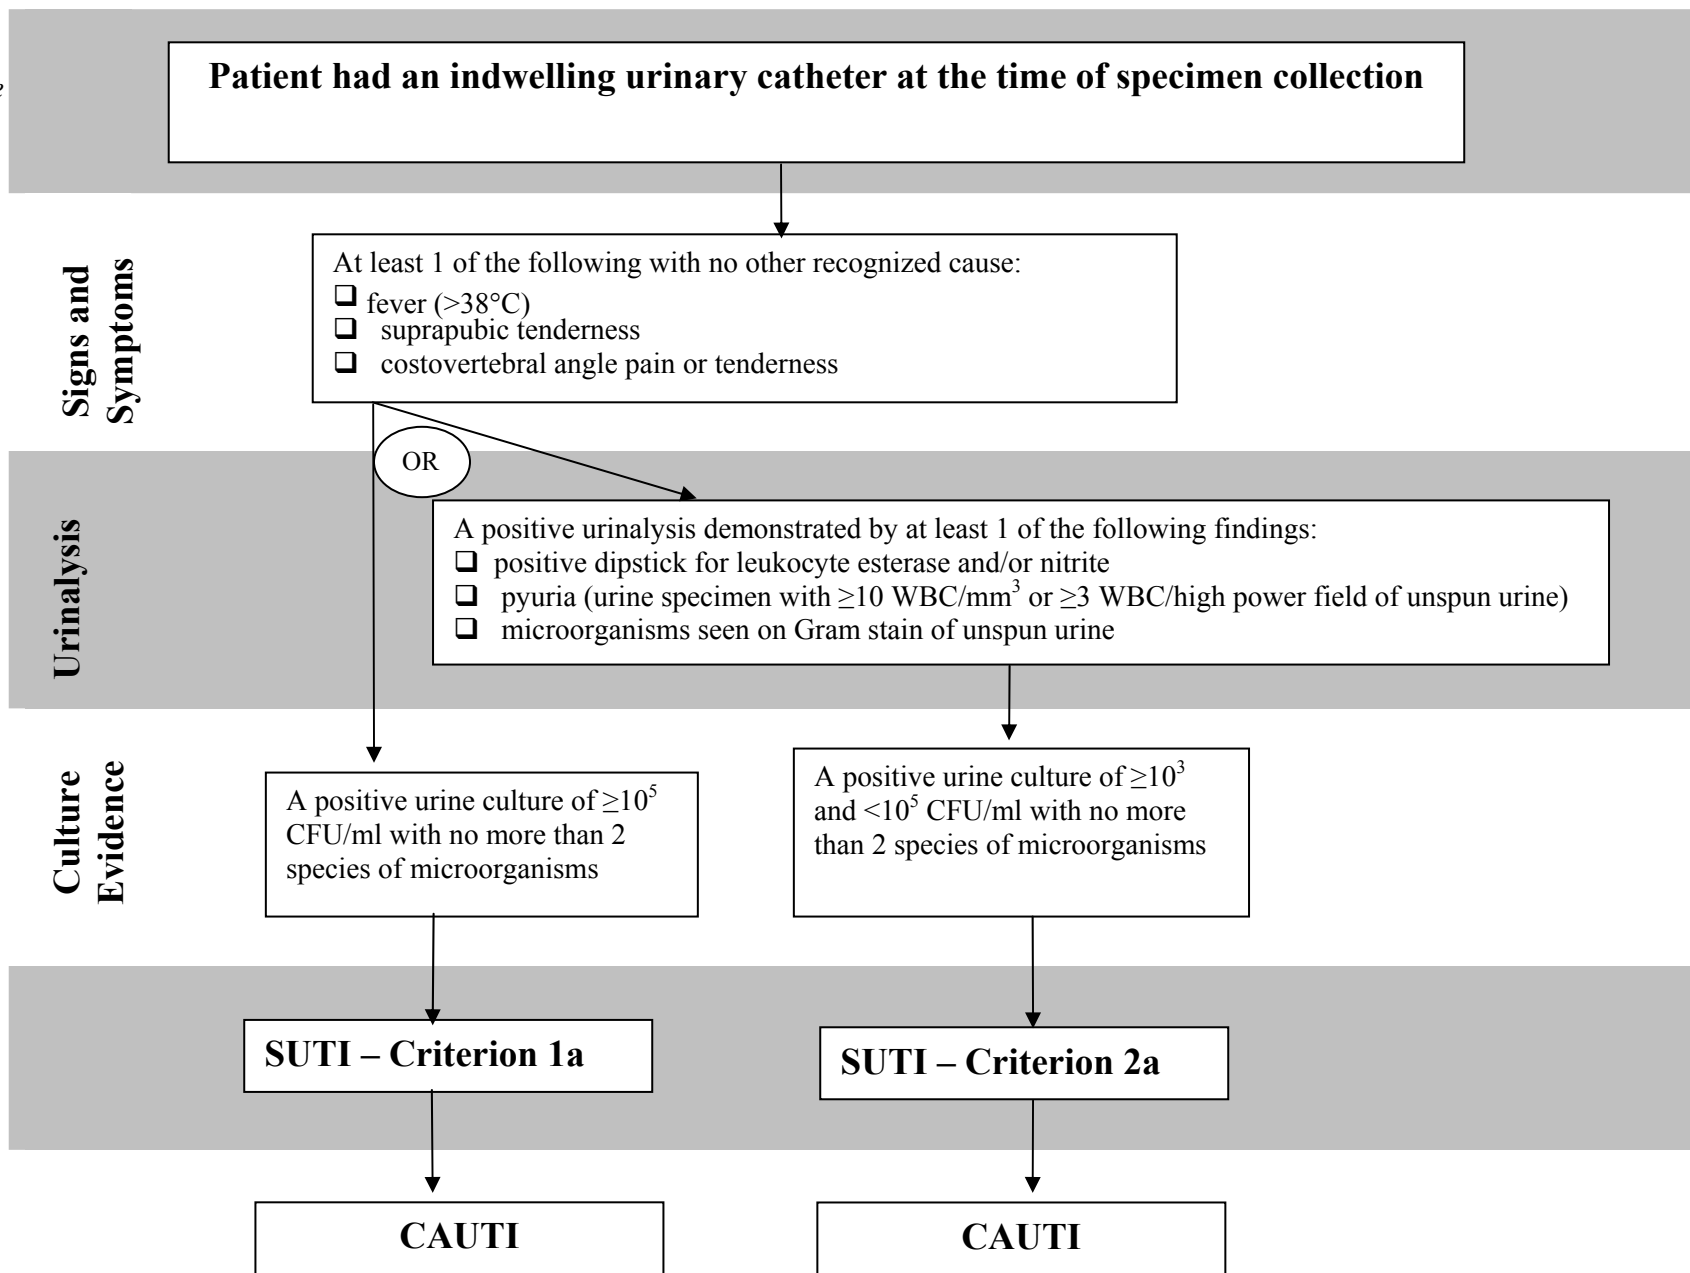 Patient had an indwelling urinary catheter at the time of specimen collection
e
Signs and
Symptoms
At least 1 of the following with no other recognized cause:
❑ fever (>38°C)
❑ suprapubic tenderness
❑ costovertebral angle pain or tenderness
OR
Urinalysis
A positive urinalysis demonstrated by at least 1 of the following findings:
❑ positive dipstick for leukocyte esterase and/or nitrite
❑ pyuria (urine specimen with ≥10 WBC/mm³ or ≥3 WBC/high power field of unspun urine)
❑ microorganisms seen on Gram stain of unspun urine
Culture
Evidence
A positive urine culture of ≥10⁵
CFU/ml with no more than 2
species of microorganisms
A positive urine culture of ≥10³
and <10⁵ CFU/ml with no more
than 2 species of microorganisms
SUTI – Criterion 1a
SUTI – Criterion 2a
CAUTI
CAUTI